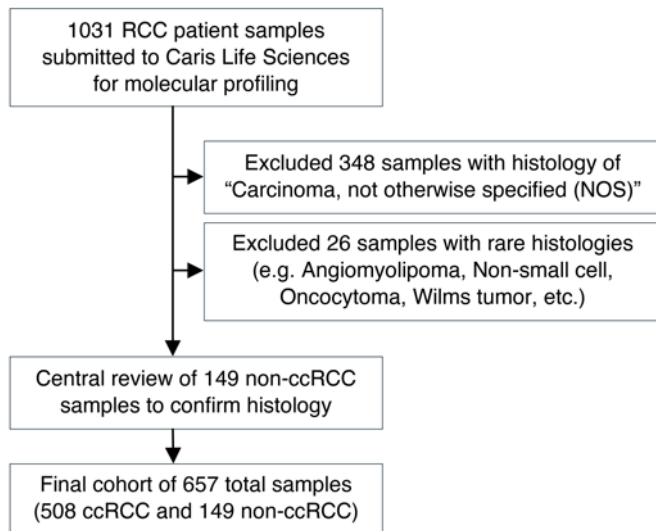 1031 RCC patient samples
submitted to Caris Life Sciences
for molecular profiling
Excluded 348 samples with histology of
“Carcinoma, not otherwise specified (NOS)”
Excluded 26 samples with rare histologies
(e.g. Angiomyolipoma, Non-small cell,
Oncocytoma, Wilms tumor, etc.)
Central review of 149 non-ccRCC
samples to confirm histology
Final cohort of 657 total samples
(508 ccRCC and 149 non-ccRCC)